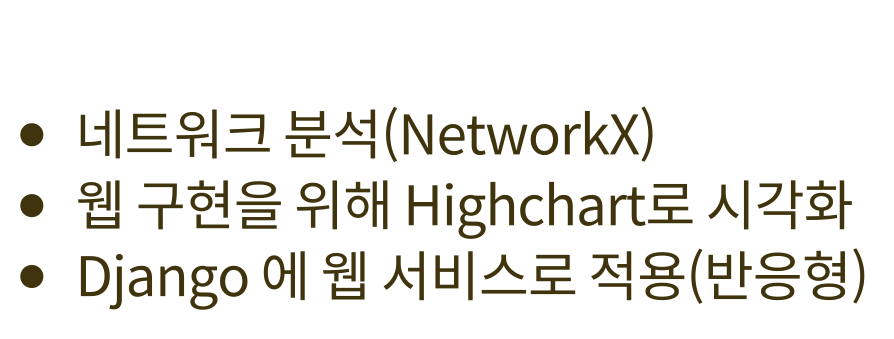 ● 네트워크 분석(NetworkX)
● 웹 구현을 위해 Highchart로 시각화
● Django 에 웹 서비스로 적용(반응형)